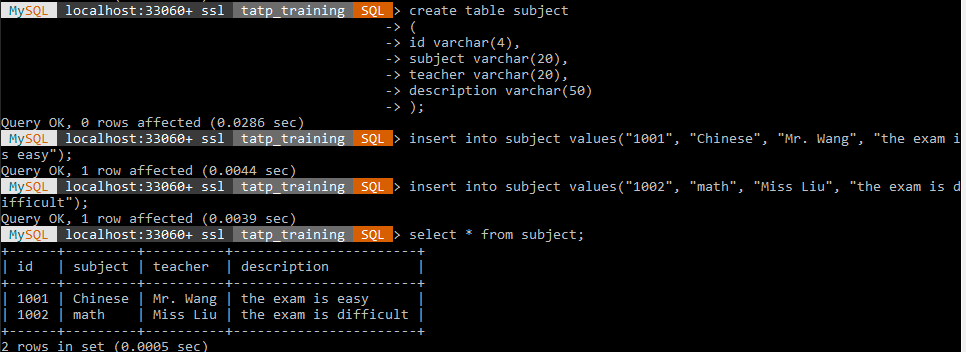 MySQL localhost:33060+ ssl tatp_training SQL > create table subject
-> (
-> id varchar(4),
-> subject varchar(20),
-> teacher varchar(20),
-> description varchar(50)
-> );
Query OK, 0 rows affected (0.0286 sec)
MySQL localhost:33060+ ssl tatp_training SQL > insert into subject values("1001", "Chinese", "Mr. Wang", "the exam i
s easy");
Query OK, 1 row affected (0.0044 sec)
MySQL localhost:33060+ ssl tatp_training SQL > insert into subject values("1002", "math", "Miss Liu", "the exam is d
ifficult");
Query OK, 1 row affected (0.0039 sec)
MySQL localhost:33060+ ssl tatp_training SQL > select * from subject;
+------+---------+----------+-----------------------+
| id | subject | teacher | description |
+------+---------+----------+-----------------------+
| 1001 | Chinese | Mr. Wang | the exam is easy |
| 1002 | math | Miss Liu | the exam is difficult |
+------+---------+----------+-----------------------+
2 rows in set (0.0005 sec)